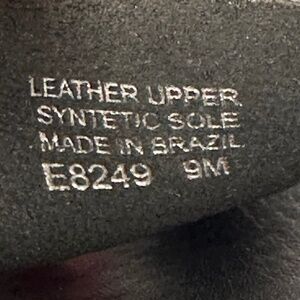 LEATHER UPPER
SYNTETIC SOLE
MADE IN BRAZIL
E8249 9M